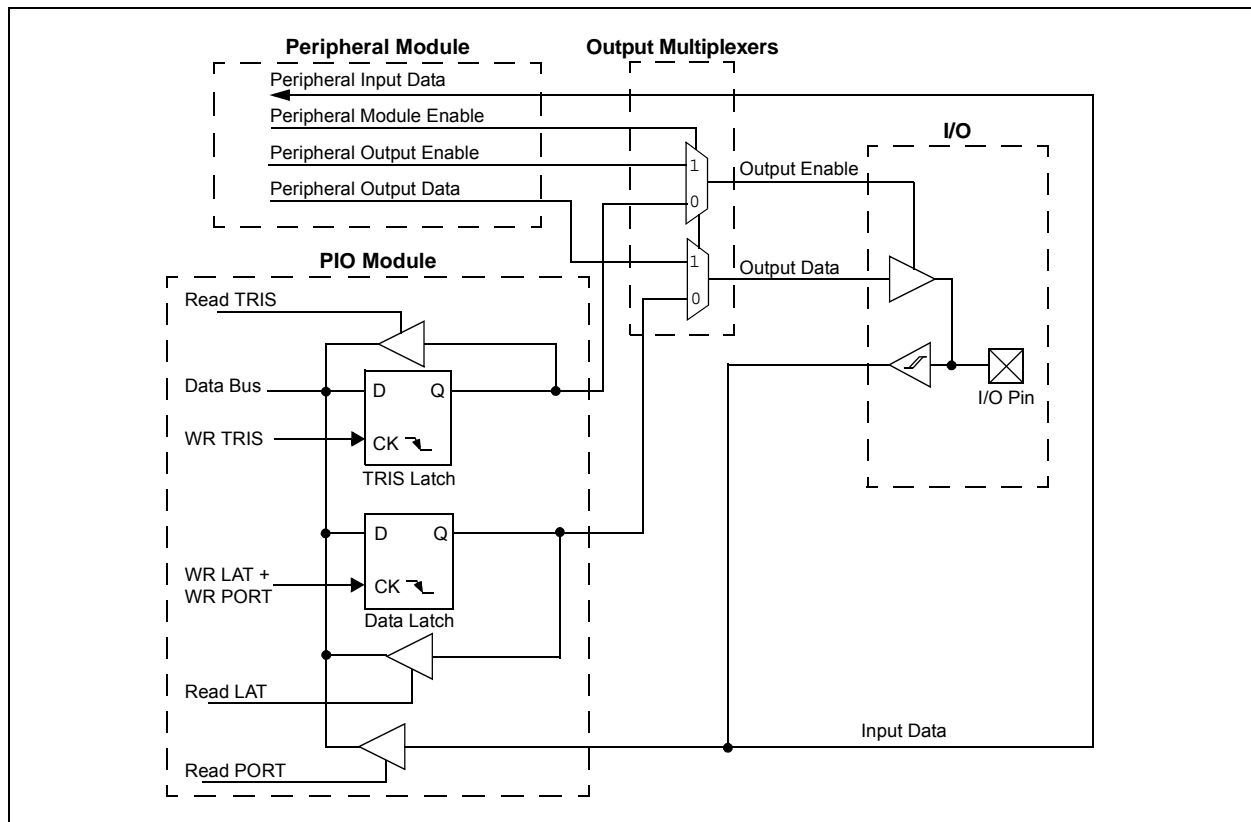 Peripheral Module
Output Multiplexers
Peripheral Input Data
Peripheral Module Enable
I/O
Peripheral Output Enable
1
Output Enable
Peripheral Output Data
0
PIO Module
1
Output Data
Read TRIS
0
Data Bus
D
Q
I/O Pin
WR TRIS
CK
TRIS Latch
D
Q
WR LAT +
WR PORT
CK
Data Latch
Read LAT
Input Data
Read PORT